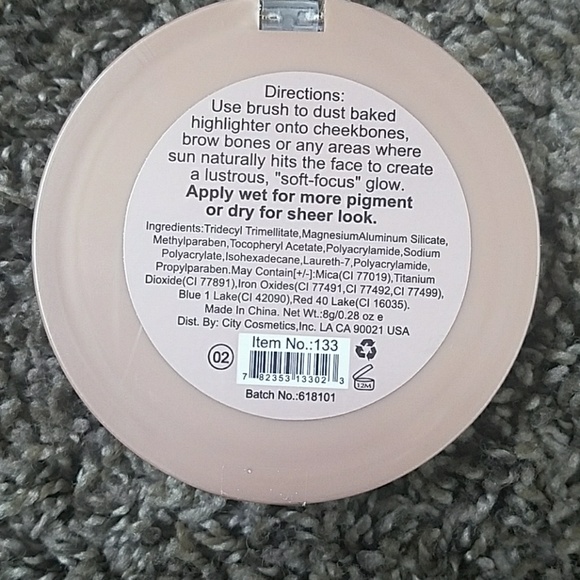 Directions:
Use brush to dust baked
highlighter onto cheekbones,
brow bones or any areas where
sun naturally hits the face to create
a lustrous, "soft-focus" glow.
Apply wet for more pigment
or dry for sheer look.
Ingredients:Tridecyl Trimellitate,MagnesiumAluminum Silicate,
Methylparaben,Tocopheryl Acetate,Polyacrylamide,Sodium
Polyacrylate,Isohexadecane,Laureth-7,Polyacrylamide,
Propylparaben.May Contain[+/-]:Mica(CI 77019),Titanium
Dioxide(CI 77891),Iron Oxides(CI 77491,CI 77492,CI 77499),
Blue 1 Lake(CI 42090),Red 40 Lake(CI 16035).
Made In China. Net Wt.:8g/0.28 oz e
Dist. By: City Cosmetics,Inc. LA CA 90021 USA
02
Item No.:133
7 82353 13302 3
12M
Batch No.:618101